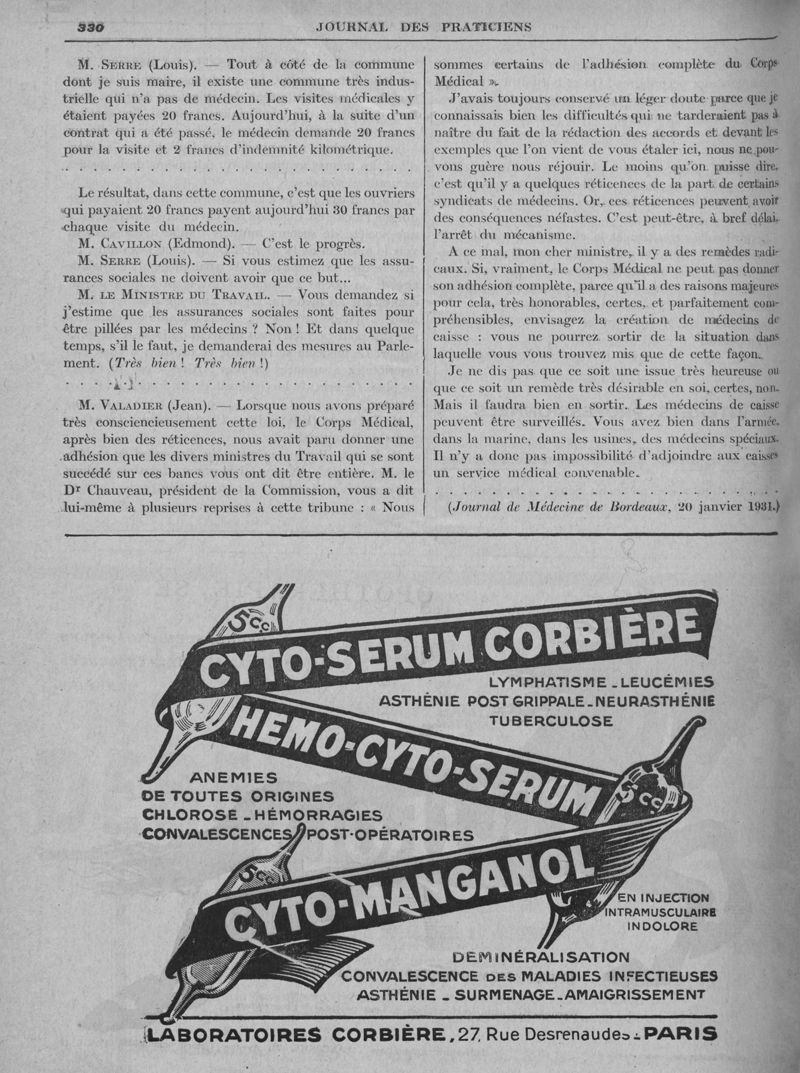 330
JOURNAL DES PRATICIENS
M. SERRE (Louis). — Tout à côté de la commune
dont je suis maire, il existe une commune très indus-
trielle qui n'a pas de médecin. Les visites médicales y
étaient payées 20 francs. Aujourd'hui, à la suite d'un
contrat qui a été passé, le médecin demande 20 francs
pour la visite et 2 francs d'indemnité kilométrique.
. . . . . . . . . . . . . . . . . . . . . . . .
Le résultat, dans cette commune, c'est que les ouvriers
qui payaient 20 francs payent aujourd'hui 30 francs par
chaque visite du médecin.
M. CAVILLON (Edmond). — C'est le progrès.
M. SERRE (Louis). — Si vous estimez que les assu-
rances sociales ne doivent avoir que ce but...
M. LE MINISTRE DU TRAVAIL. — Vous demandez si
j'estime que les assurances sociales sont faites pour
être pillées par les médecins ? Non ! Et dans quelque
temps, s'il le faut, je demanderai des mesures au Parle-
ment. (Très bien ! Très bien !)
. . . . . . . . . . . . . . . . . . . . . . . .
M. VALADIER (Jean). — Lorsque nous avons préparé
très consciencieusement cette loi, le Corps Médical,
après bien des réticences, nous avait paru donner une
adhésion que les divers ministres du Travail qui se sont
succédé sur ces bancs vous ont dit être entière. M. le
Dr Chauveau, président de la Commission, vous a dit
lui-même à plusieurs reprises à cette tribune : « Nous
sommes certains de l'adhésion complète du Corps
Médical ».
J'avais toujours conservé un léger doute parce que je
connaissais bien les difficultés qui ne tarderaient pas à
naître du fait de la rédaction des accords et devant les
exemples que l'on vient de vous étaler ici, nous ne pou-
vons guère nous réjouir. Le moins qu'on puisse dire,
c'est qu'il y a quelques réticences de la part de certains
syndicats de médecins. Or, ces réticences peuvent avoir
des conséquences néfastes. C'est peut-être, à bref délai,
l'arrêt du mécanisme.
A ce mal, mon cher ministre, il y a des remèdes radi-
caux. Si, vraiment, le Corps Médical ne peut pas donner
son adhésion complète, parce qu'il a des raisons majeures
pour cela, très honorables, certes, et parfaitement com-
préhensibles, envisagez la création de médecins de
caisse : vous ne pourrez sortir de la situation dans
laquelle vous vous trouvez mis que de cette façon.
Je ne dis pas que ce soit une issue très heureuse ou
que ce soit un remède très désirable en soi, certes, non.
Mais il faudra bien en sortir. Les médecins de caisse
peuvent être surveillés. Vous avez bien dans l'armée,
dans la marine, dans les usines, des médecins spéciaux.
Il n'y a donc pas impossibilité d'adjoindre aux caisses
un service médical convenable.
. . . . . . . . . . . . . . . . . . . . . . . .
(Journal de Médecine de Bordeaux, 20 janvier 1931.)
5cc
CYTO-SERUM CORBIÈRE
LYMPHATISME - LEUCÉMIES
ASTHÉNIE POST GRIPPALE - NEURASTHÉNIE
TUBERCULOSE
HEMO-CYTO-SERUM
5cc
ANEMIES
DE TOUTES ORIGINES
CHLOROSE - HÉMORRAGIES
CONVALESCENCES POST-OPÉRATOIRES
5cc
CYTO-MANGANOL
EN INJECTION
INTRAMUSCULAIRE
INDOLORE
DEMINÉRALISATION
CONVALESCENCE DES MALADIES INFECTIEUSES
ASTHÉNIE - SURMENAGE - AMAIGRISSEMENT
LABORATOIRES CORBIÈRE, 27, Rue Desrenaudes - PARIS